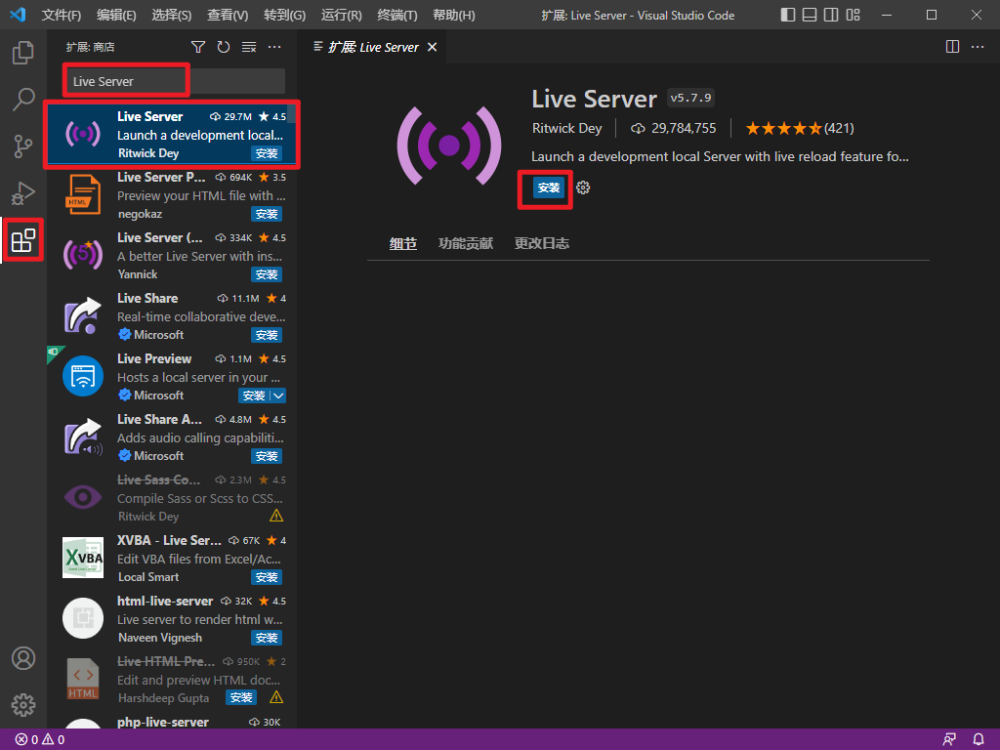 文件(F) 编辑(E) 选择(S) 查看(V) 转到(G) 运行(R) 终端(T) 帮助(H) 扩展: Live Server - Visual Studio Code
扩展: 商店
扩展: Live Server
Live Server
Live Server 29.7M 4.5
Launch a development local...
Ritwick Dey 安装
Live Server P... 694K 3.5
Preview your HTML file with ...
negokaz 安装
Live Server (... 334K 4.5
A better Live Server with ins...
Yannick 安装
Live Share 11.1M 4
Real-time collaborative deve...
Microsoft 安装
Live Preview 1.1M 4.5
Hosts a local server in your ...
Microsoft 安装
Live Share A... 4.8M 4.5
Adds audio calling capabiliti...
Microsoft 安装
Live Sass Co... 2.3M 4.5
Compile Sass or Scss to CSS...
Ritwick Dey
XVBA - Live Ser... 67K 4
Edit VBA files from Excel/Ac...
Local Smart 安装
html-live-server 32K 4.5
Live server to render html w...
Naveen Vignesh 安装
Live HTML Pre... 950K 2
Edit and preview HTML doc...
Harshdeep Gupta 安装
php-live-server 30K
HTML
5
XVBA
HTML
Live Server v5.7.9
Ritwick Dey 29,784,755 (421)
Launch a development local Server with live reload feature fo...
安装
细节 功能贡献 更改日志
0 0